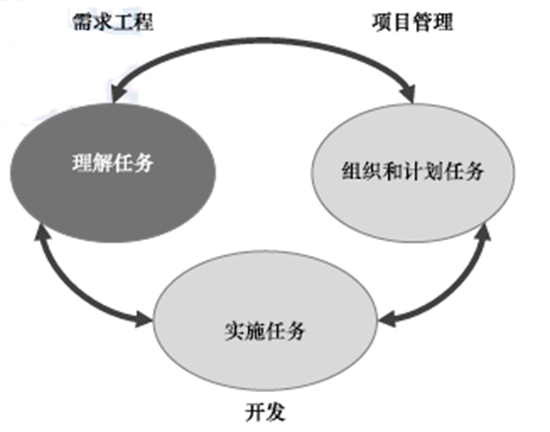 需求工程
项目管理
理解任务
组织和计划任务
实施任务
开发